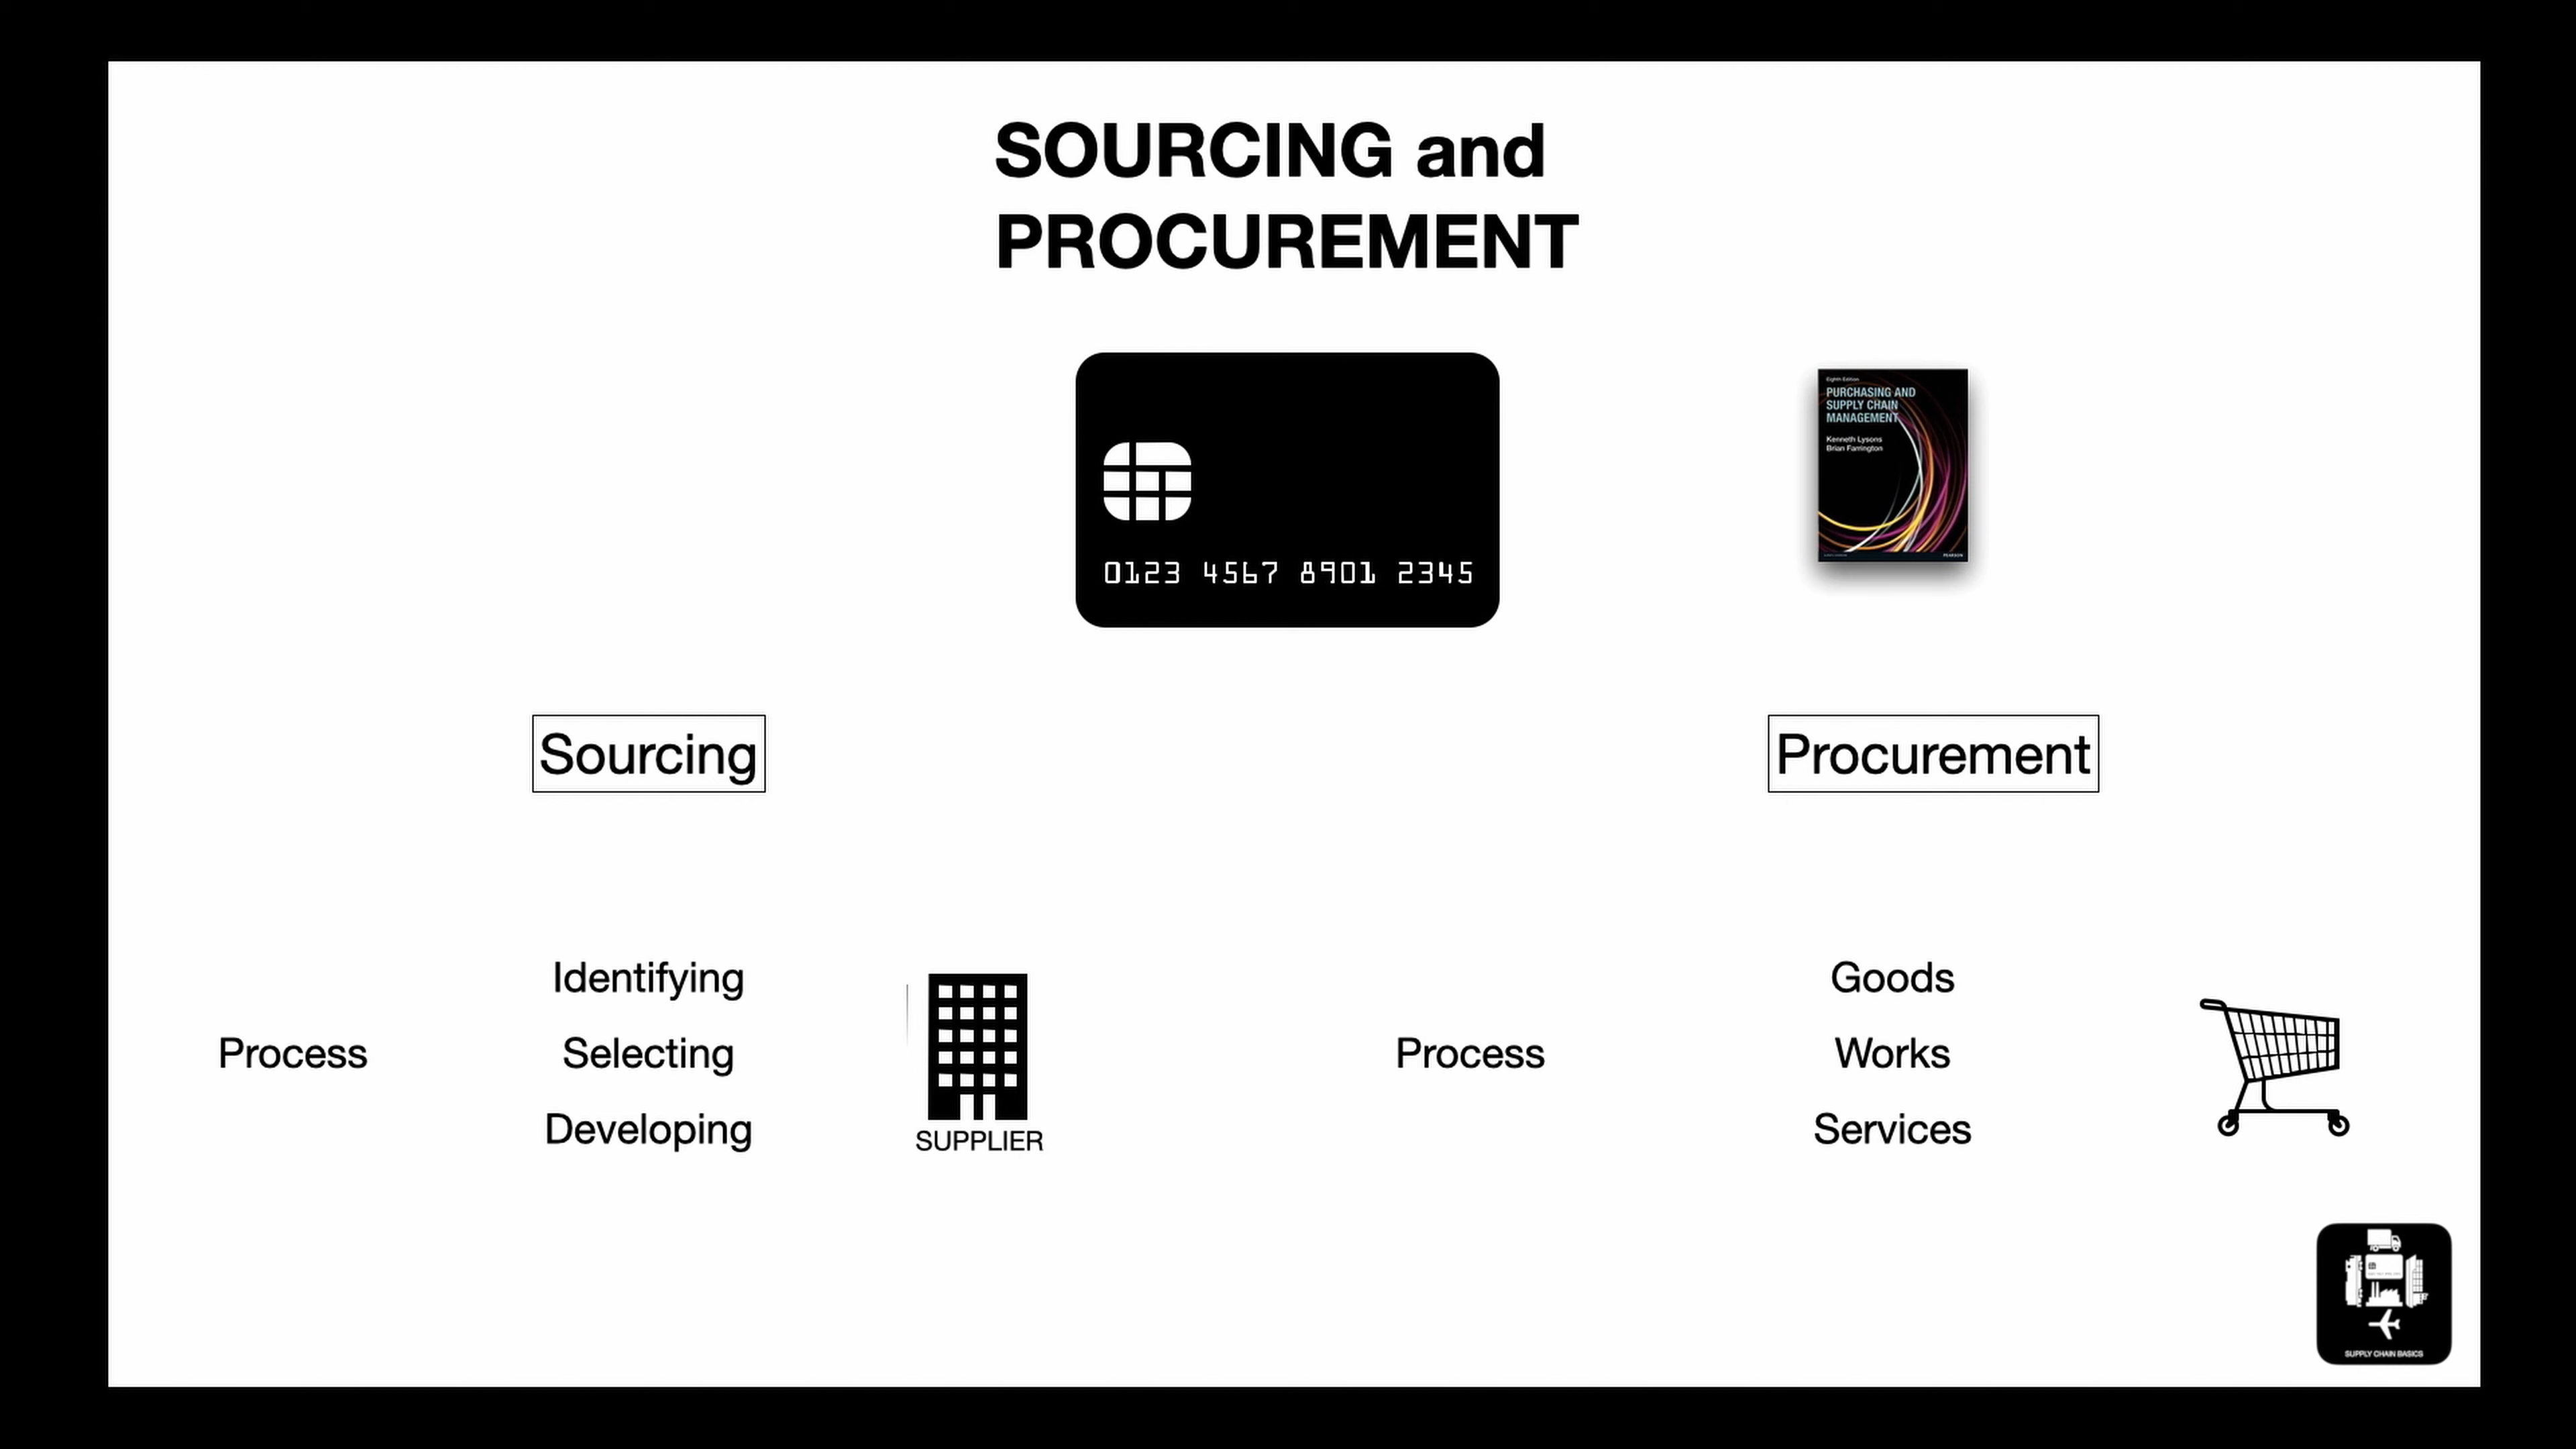 SOURCING and
PROCUREMENT
Eighth Edition
PURCHASING AND
SUPPLY CHAIN
MANAGEMENT
Kenneth Lysons
Brian Farrington
PEARSON
0123 4567 8901 2345
Sourcing
Procurement
Identifying
Selecting
Developing
Process
SUPPLIER
Process
Goods
Works
Services
SUPPLY CHAIN BASICS